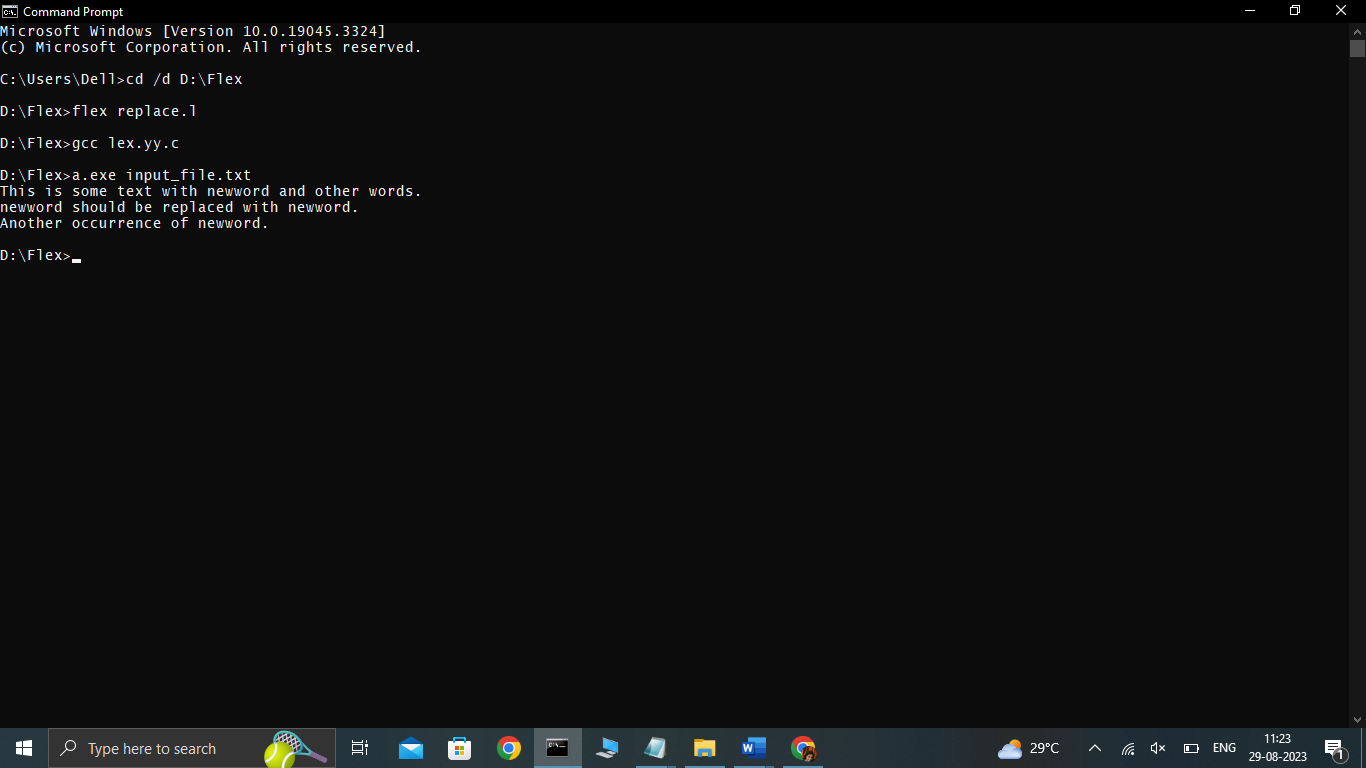 Command Prompt
Microsoft Windows [Version 10.0.19045.3324]
(c) Microsoft Corporation. All rights reserved.
C:\Users\Dell>cd /d D:\Flex
D:\Flex>flex replace.l
D:\Flex>gcc lex.yy.c
D:\Flex>a.exe input_file.txt
This is some text with newword and other words.
newword should be replaced with newword.
Another occurrence of newword.
D:\Flex>
Type here to search
29°C
ENG
11:23
29-08-2023
1